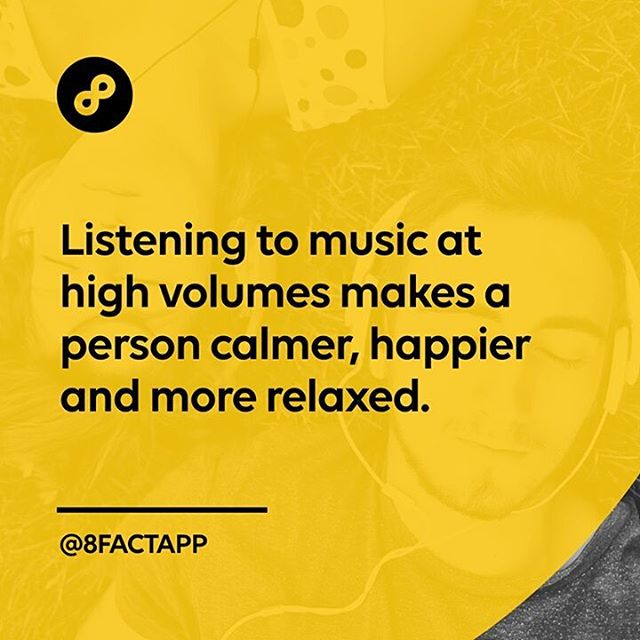 Listening to music at
high volumes makes a
person calmer, happier
and more relaxed.
@8FACTAPP